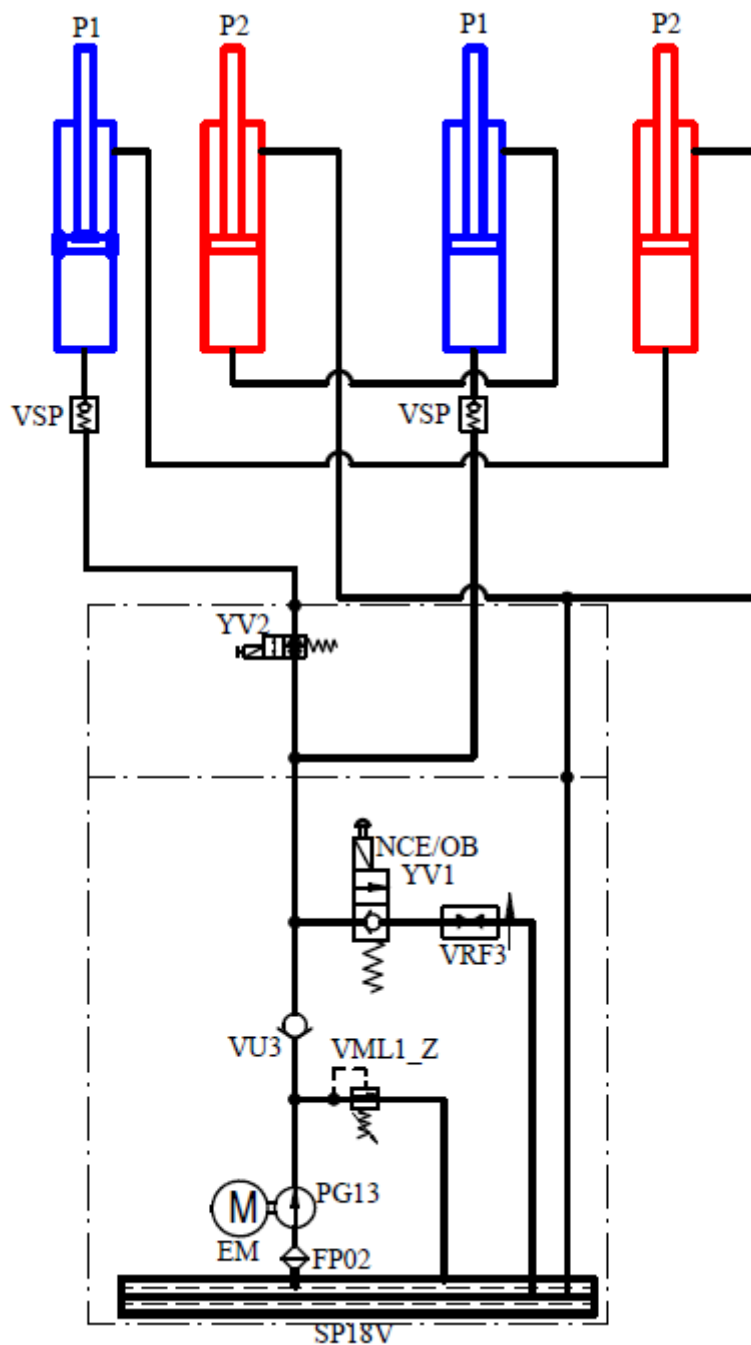 P1
P2
P1
P2
VSP
VSP
YV2
NCE/OB
YV1
VRF3
VU3
VML1_Z
M
PG13
EM
FP02
SP18V